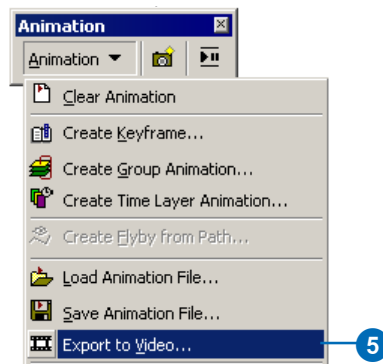 Animation
Animation
Clear Animation
Create Keyframe...
Create Group Animation...
Create Time Layer Animation...
Create Flyby from Path...
Load Animation File...
Save Animation File...
Export to Video...
5